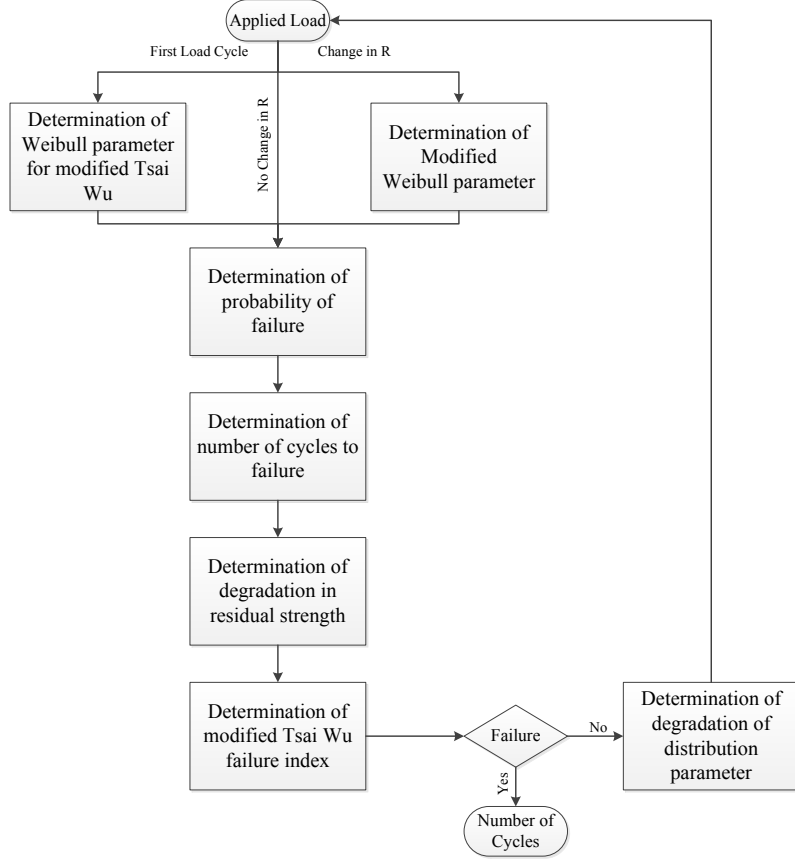 Applied Load
First Load Cycle
Change in R
No Change in R
Determination of
Weibull parameter
for modified Tsai
Wu
Determination of
Modified
Weibull parameter
Determination of
probability of
failure
Determination of
number of cycles to
failure
Determination of
degradation in
residual strength
Determination of
modified Tsai Wu
failure index
Failure
No
Yes
Determination of
degradation of
distribution
parameter
Number of
Cycles